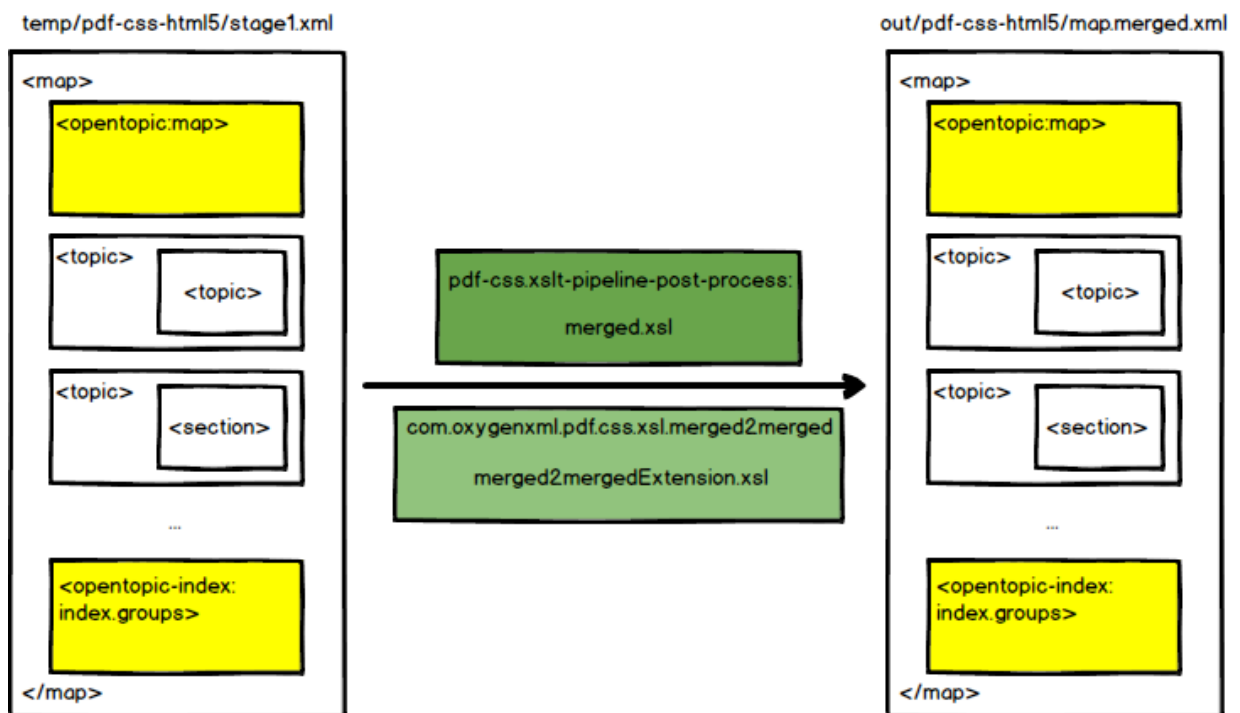 temp/pdf-css-html5/stage1.xml
<map>
<opentopic:map>
<topic>
<topic>
<topic>
<section>
...
<opentopic-index:
index.groups>
</map>
pdf-css.xslt-pipeline-post-process:
merged.xsl
com.oxygenxml.pdf.css.xsl.merged2merged
merged2mergedExtension.xsl
out/pdf-css-html5/map.merged.xml
<map>
<opentopic:map>
<topic>
<topic>
<topic>
<section>
...
<opentopic-index:
index.groups>
</map>